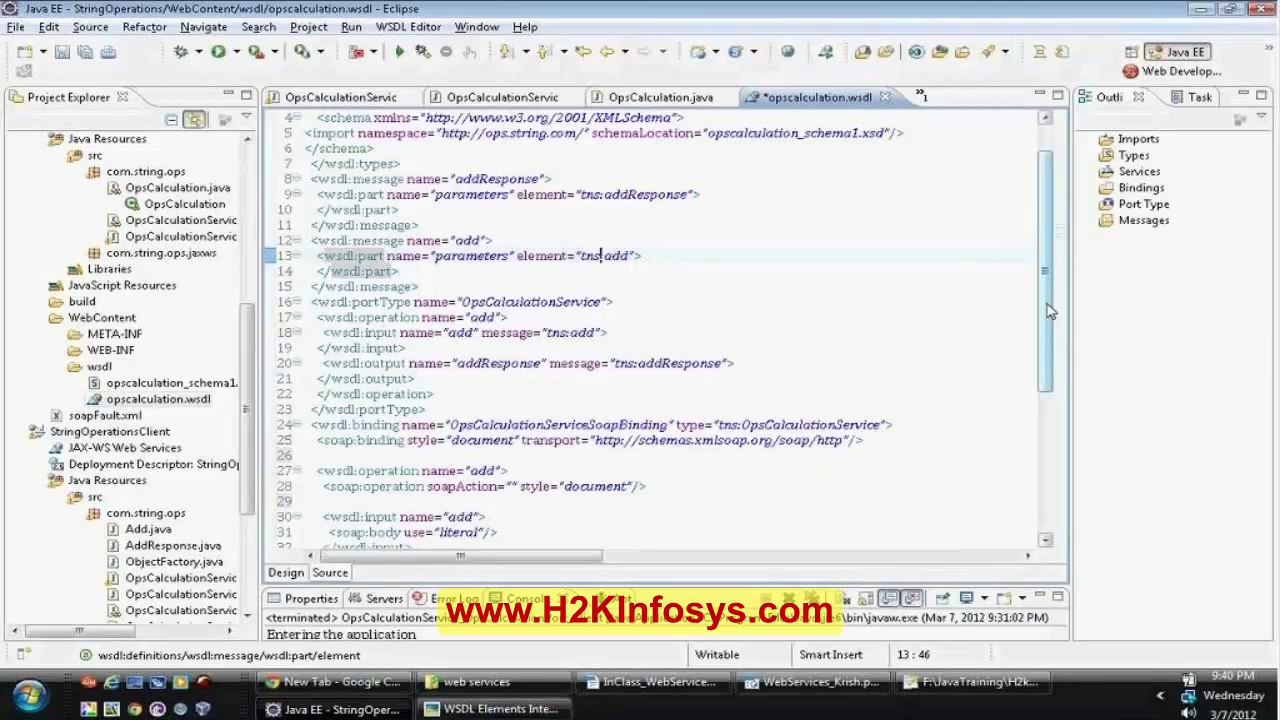 Java EE - StringOperations/WebContent/wsdl/opscalculation.wsdl - Eclipse
File Edit Source Refactor Navigate Search Project Run WSDL Editor Window Help
Java EE
Web Develop...
Project Explorer
OpsCalculationServic
OpsCalculationServic
OpsCalculation.java
*opscalculation.wsdl
1
Outli
Task
Java Resources
src
com.string.ops
OpsCalculation.java
OpsCalculation
OpsCalculationServic
OpsCalculationServic
com.string.ops.jaxws
Libraries
JavaScript Resources
build
WebContent
META-INF
WEB-INF
wsdl
opscalculation_schema1.
opscalculation.wsdl
soapFault.xml
StringOperationsClient
JAX-WS Web Services
Deployment Descriptor: StringOp
Java Resources
src
com.string.ops
Add.java
AddResponse.java
ObjectFactory.java
OpsCalculationServic
OpsCalculationServic
OpsCalculationServic
4 <schema xmlns="http://www.w3.org/2001/XMLSchema">
5 <import namespace="http://ops.string.com/" schemaLocation="opscalculation_schema1.xsd"/>
6 </schema>
7 </wsdl:types>
8 <wsdl:message name="addResponse">
9 <wsdl:part name="parameters" element="tns:addResponse">
10 </wsdl:part>
11 </wsdl:message>
12 <wsdl:message name="add">
13 <wsdl:part name="parameters" element="tns:add">
14 </wsdl:part>
15 </wsdl:message>
16 <wsdl:portType name="OpsCalculationService">
17 <wsdl:operation name="add">
18 <wsdl:input name="add" message="tns:add">
19 </wsdl:input>
20 <wsdl:output name="addResponse" message="tns:addResponse">
21 </wsdl:output>
22 </wsdl:operation>
23 </wsdl:portType>
24 <wsdl:binding name="OpsCalculationServiceSoapBinding" type="tns:OpsCalculationService">
25 <soap:binding style="document" transport="http://schemas.xmlsoap.org/soap/http"/>
26
27 <wsdl:operation name="add">
28 <soap:operation soapAction="" style="document"/>
29
30 <wsdl:input name="add">
31 <soap:body use="literal"/>
32 </wsdl:input>
Design Source
Imports
Types
Services
Bindings
Port Type
Messages
Properties Servers Error Log Console
www.H2KInfosys.com
Entering the application
wsdl:definitions/wsdl:message/wsdl:part/element
Writable
Smart Insert
13 : 46
New Tab - Google C...
web services
InClass_WebService...
WebServices_Krish.p...
F:\JavaTraining\H2k...
Java EE - StringOper...
WSDL Elements Inte...
9:40 PM
Wednesday
3/7/2012